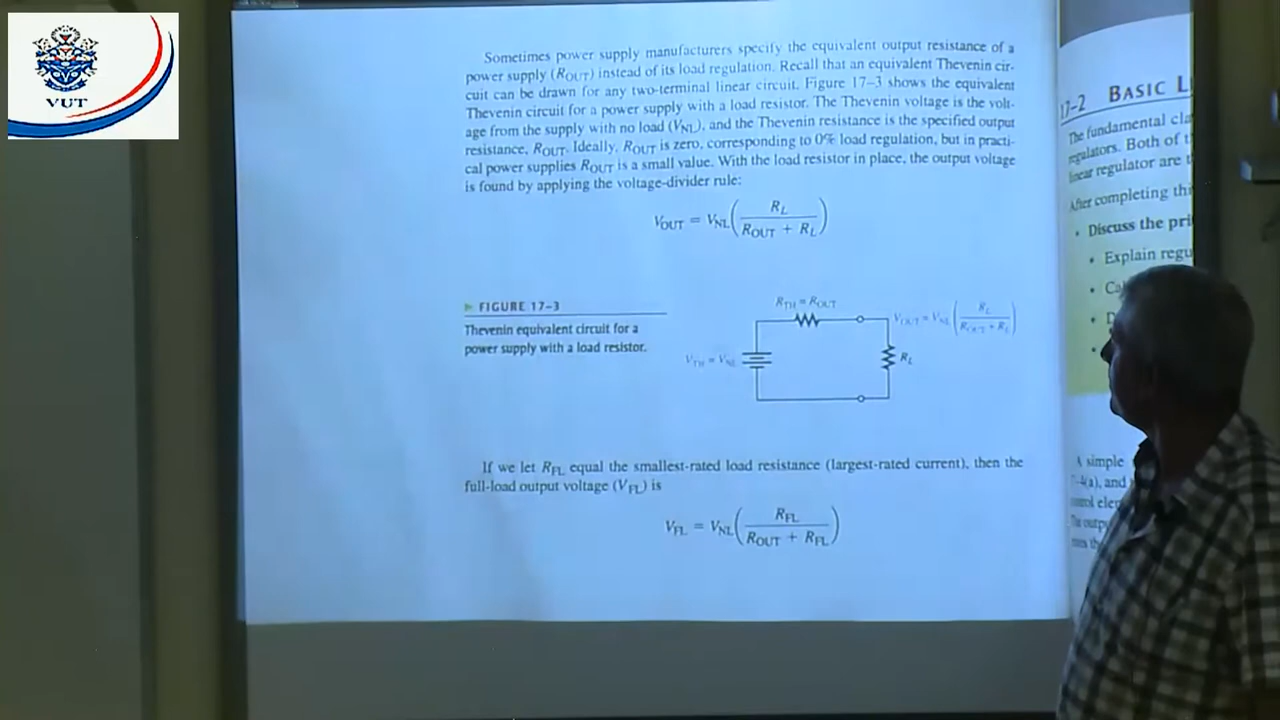 VUT
Sometimes power supply manufacturers specify the equivalent output resistance of a
power supply (ROUT) instead of its load regulation. Recall that an equivalent Thevenin cir-
cuit can be drawn for any two-terminal linear circuit. Figure 17–3 shows the equivalent
Thevenin circuit for a power supply with a load resistor. The Thevenin voltage is the volt-
age from the supply with no load (VNL), and the Thevenin resistance is the specified output
resistance, ROUT. Ideally, ROUT is zero, corresponding to 0% load regulation, but in practi-
cal power supplies ROUT is a small value. With the load resistor in place, the output voltage
is found by applying the voltage-divider rule:
VOUT = VNL(RL / ROUT + RL)
FIGURE 17–3
Thevenin equivalent circuit for a
power supply with a load resistor.
RTH = ROUT
VOUT = VNL(RL / ROUT + RL)
VTH = VNL
RL
If we let RFL equal the smallest-rated load resistance (largest-rated current), then the
full-load output voltage (VFL) is
VFL = VNL(RFL / ROUT + RFL)
17–2 BASIC L
The fundamental cla
regulators. Both of t
linear regulator are
After completing thi
• Discuss the pri
• Explain regu
A simple
and